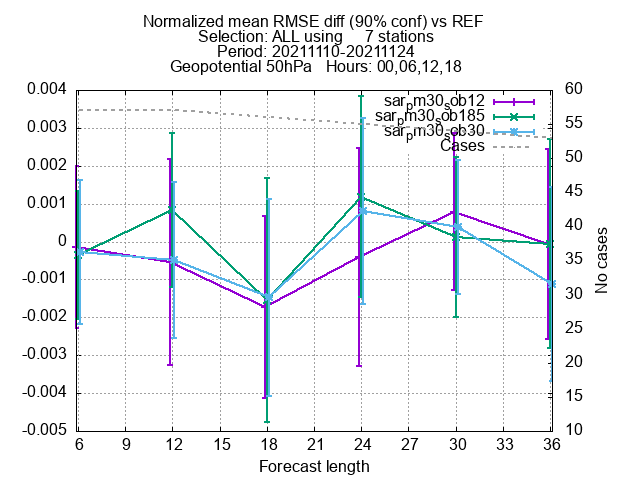 Normalized mean RMSE diff (90% conf) vs REF
Selection: ALL using     7 stations
Period: 20211110-20211124
Geopotential 50hPa   Hours: 00,06,12,18
sar_pm30_sob12
sar_pm30_sob185
sar_pm30_sob30
Cases
0.004
0.003
0.002
0.001
0
-0.001
-0.002
-0.003
-0.004
-0.005
60
55
50
45
40
35
30
25
20
15
10
No cases
6 9 12 15 18 21 24 27 30 33 36
Forecast length